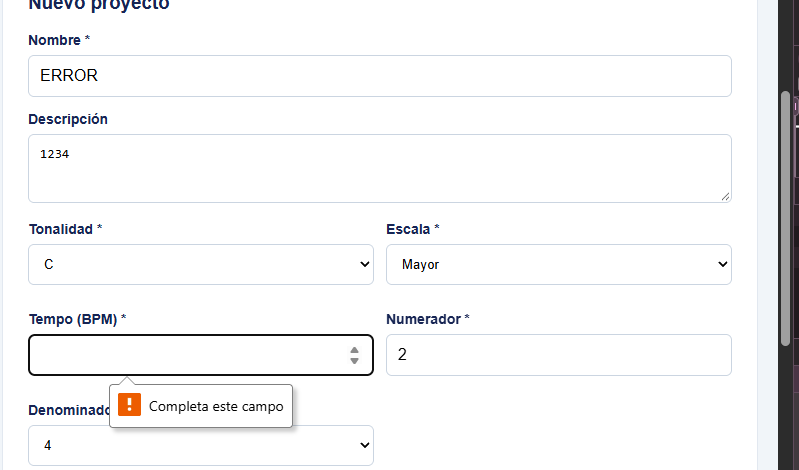 Nuevo proyecto
Nombre *
ERROR
Descripción
1234
Tonalidad *
Escala *
C
Mayor
Tempo (BPM) *
Numerador *
2
Denominado
Completa este campo
4